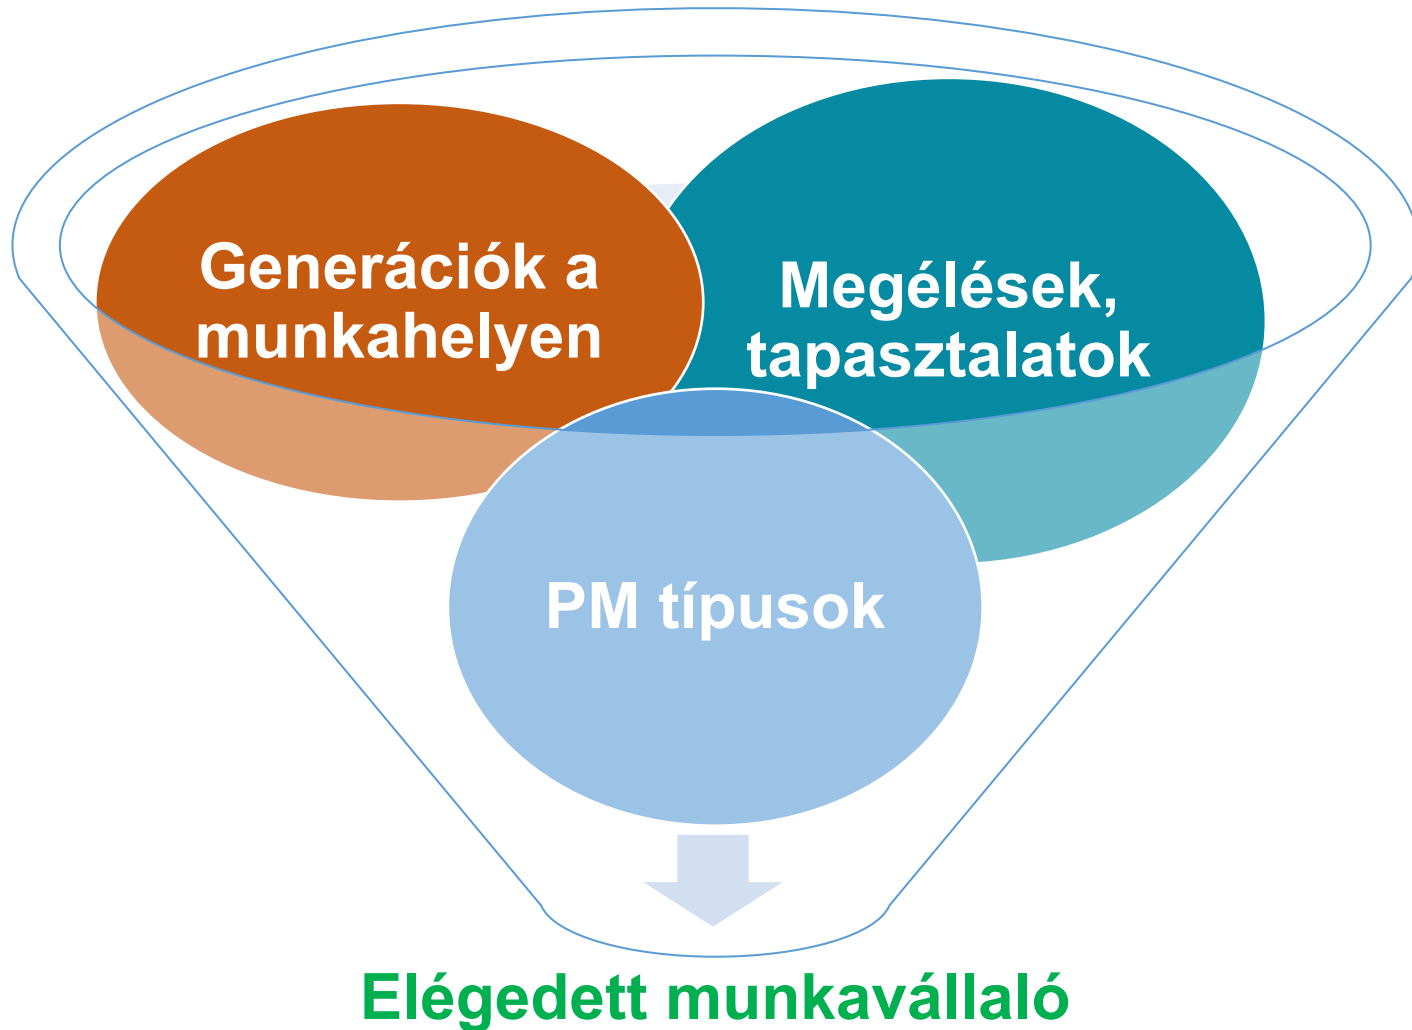 Generációk a
munkahelyen
Megélések,
tapasztalatok
PM típusok
Elégedett munkavállaló